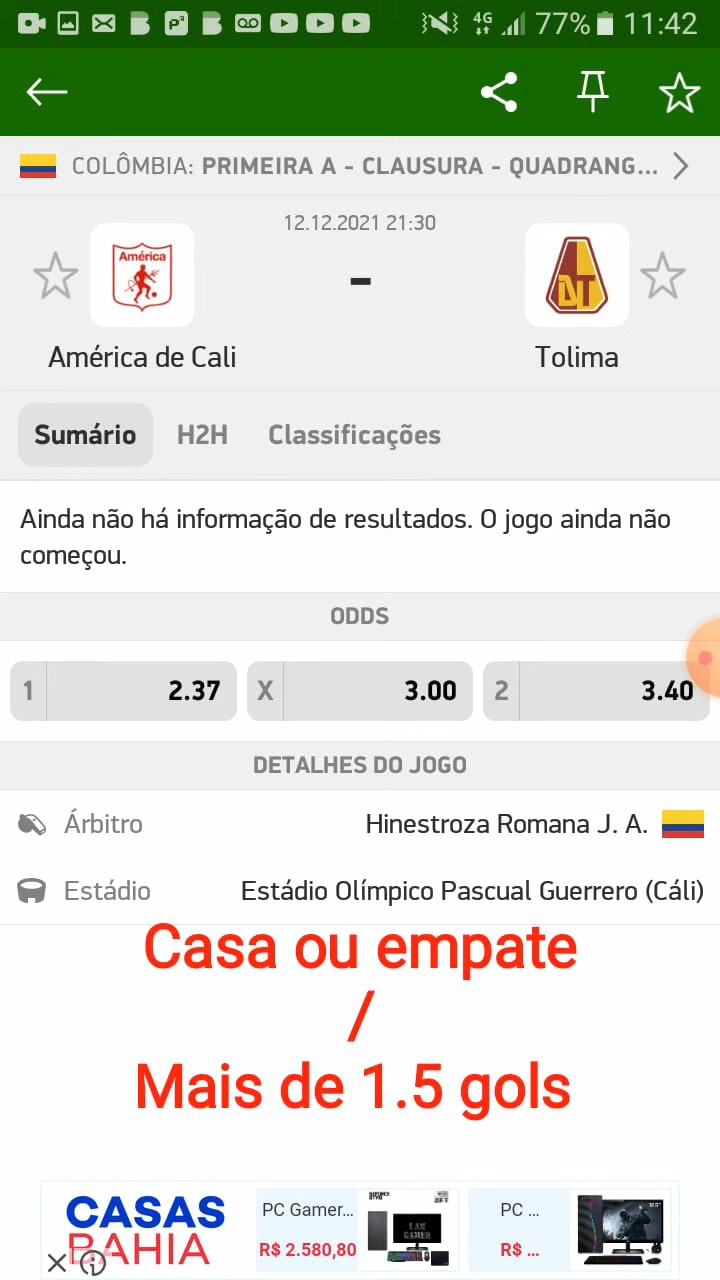 4G 77% 11:42
COLÔMBIA: PRIMEIRA A - CLAUSURA - QUADRANG...
12.12.2021 21:30
América
DT
-
América de Cali
Tolima
Sumário H2H Classificações
Ainda não há informação de resultados. O jogo ainda não
começou.
ODDS
1 2.37 X 3.00 2 3.40
DETALHES DO JOGO
Árbitro Hinestroza Romana J. A.
Estádio Estádio Olímpico Pascual Guerrero (Cáli)
Casa ou empate
/
Mais de 1.5 gols
CASAS
BAHIA
PC Gamer...
R$ 2.580,80
I AM
GAMER
PC ...
R$ ...